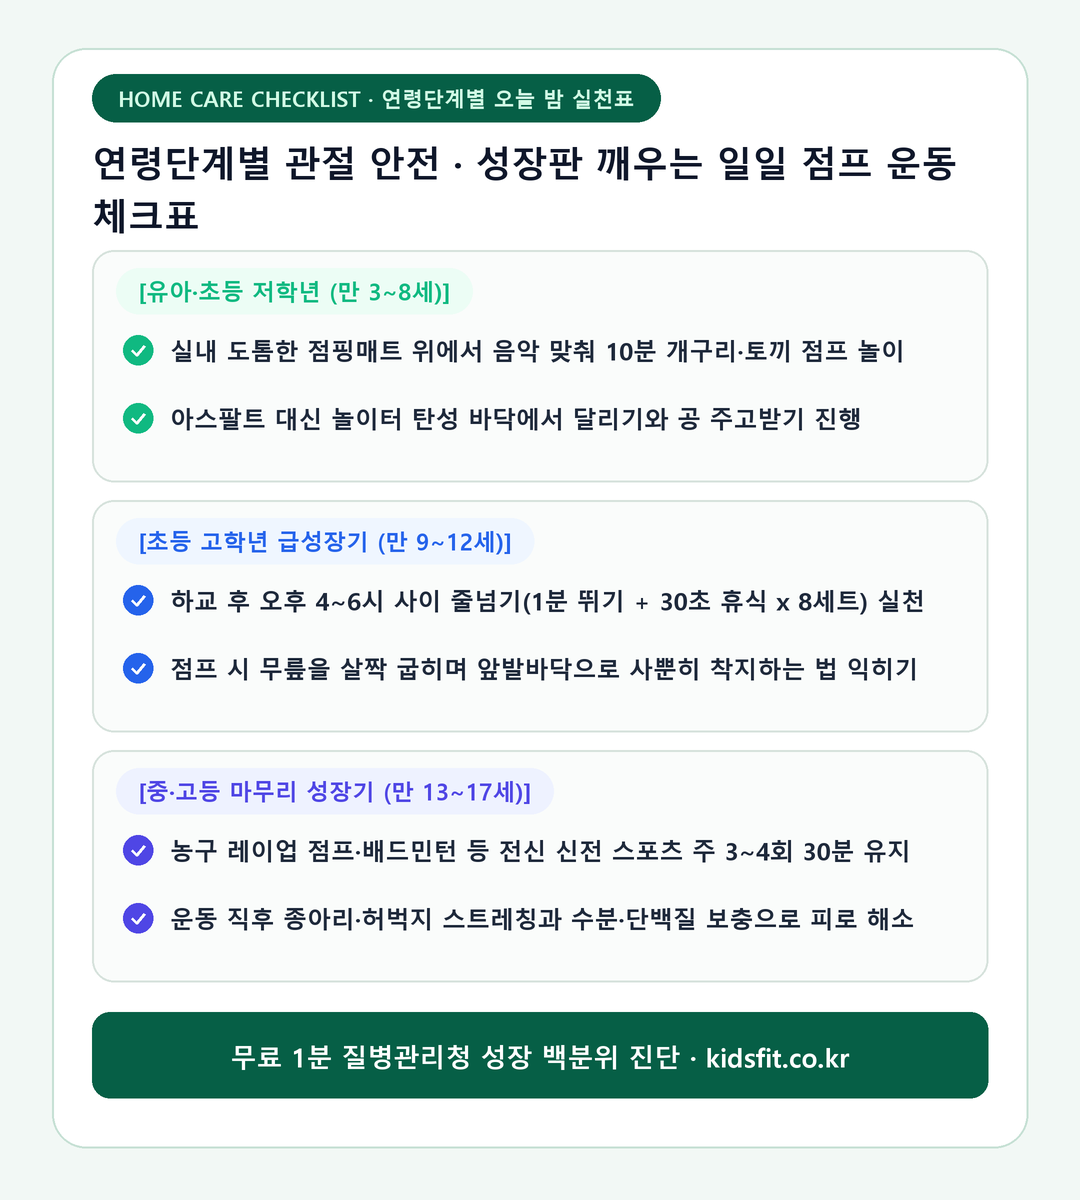 HOME CARE CHECKLIST · 연령단계별 오늘 밤 실천표
연령단계별 관절 안전 · 성장판 깨우는 일일 점프 운동
체크표
[유아·초등 저학년 (만 3~8세)]
실내 도톰한 점핑매트 위에서 음악 맞춰 10분 개구리·토끼 점프 놀이
아스팔트 대신 놀이터 탄성 바닥에서 달리기와 공 주고받기 진행
[초등 고학년 급성장기 (만 9~12세)]
하교 후 오후 4~6시 사이 줄넘기(1분 뛰기 + 30초 휴식 x 8세트) 실천
점프 시 무릎을 살짝 굽히며 앞발바닥으로 사뿐히 착지하는 법 익히기
[중·고등 마무리 성장기 (만 13~17세)]
농구 레이업 점프·배드민턴 등 전신 신전 스포츠 주 3~4회 30분 유지
운동 직후 종아리·허벅지 스트레칭과 수분·단백질 보충으로 피로 해소
무료 1분 질병관리청 성장 백분위 진단 · kidsfit.co.kr